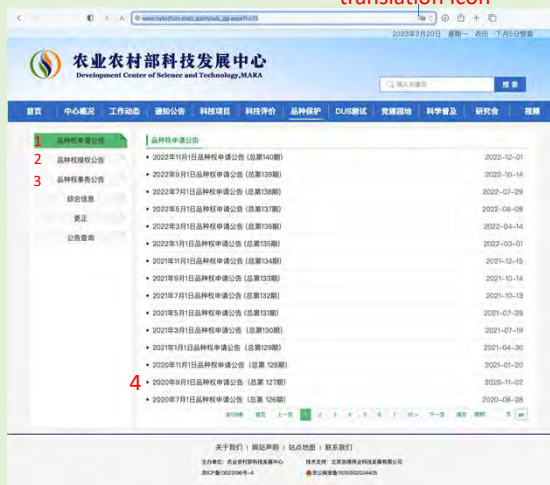 translation icon
2023年2月20日 星期一
农业农村部科技发展中心
Development Center of Science and Technology,MARA
搜索
首页 中心概况 工作动态 通知公告 科技项目 科技评价 品种保护 DUS测试 党建园地 科学普及 研究会 视频
1 品种权申请公告
2 品种权授权公告
3 品种权事务公告
综合信息
更正
公告查询
品种权申请公告
• 2022年11月1日品种权申请公告 (总第140期) 2022-12-01
• 2022年9月1日品种权申请公告 (总第139期) 2022-10-14
• 2022年7月1日品种权申请公告 (总第138期) 2022-07-29
• 2022年5月1日品种权申请公告 (总第137期) 2022-06-08
• 2022年3月1日品种权申请公告 (总第136期) 2022-04-14
• 2022年1月1日品种权申请公告 (总第135期) 2022-03-01
• 2021年11月1日品种权申请公告 (总第134期) 2021-12-15
• 2021年9月1日品种权申请公告 (总第133期) 2021-10-14
• 2021年7月1日品种权申请公告 (总第132期) 2021-10-13
• 2021年5月1日品种权申请公告 (总第131期) 2021-07-28
• 2021年3月1日品种权申请公告 (总第130期) 2021-07-19
• 2021年1月1日品种权申请公告 (总第129期) 2021-04-30
• 2020年11月1日品种权申请公告 (总第 128期) 2021-01-20
4 • 2020年9月1日品种权申请公告 (总第 127期) 2020-11-02
• 2020年7月1日品种权申请公告 (总第 126期) 2020-08-28
首页 上一页 1 2 3 4 5 6 7 下一页 尾页
关于我们 | 网站声明 | 站点地图 | 联系我们
主办单位: 农业农村部科技发展中心